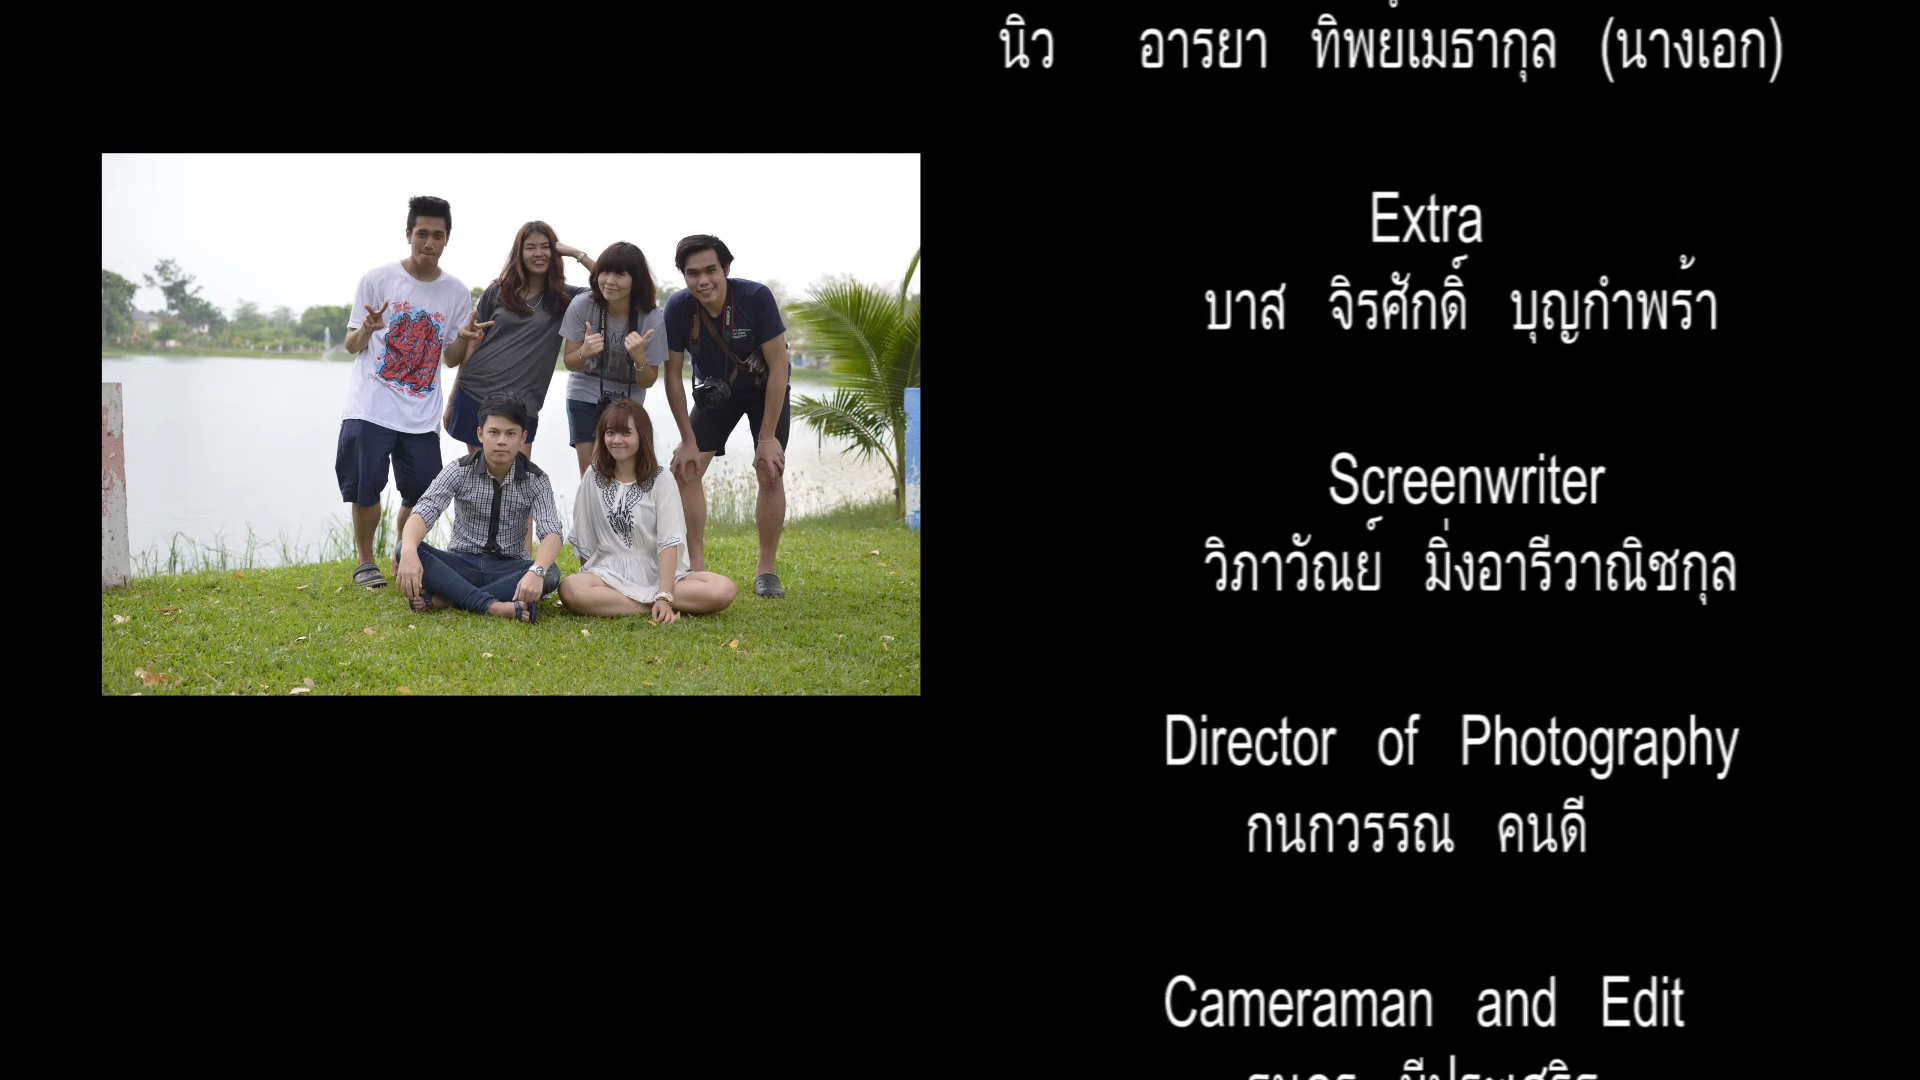 นิว อารยา ทิพย์เมธากุล (นางเอก)
Extra
บาส จิรศักดิ์ บุญกำพร้า
Screenwriter
วิภาวัณย์ มิ่งอารีวาณิชกุล
Director of Photography
กนกวรรณ คนดี
Cameraman and Edit